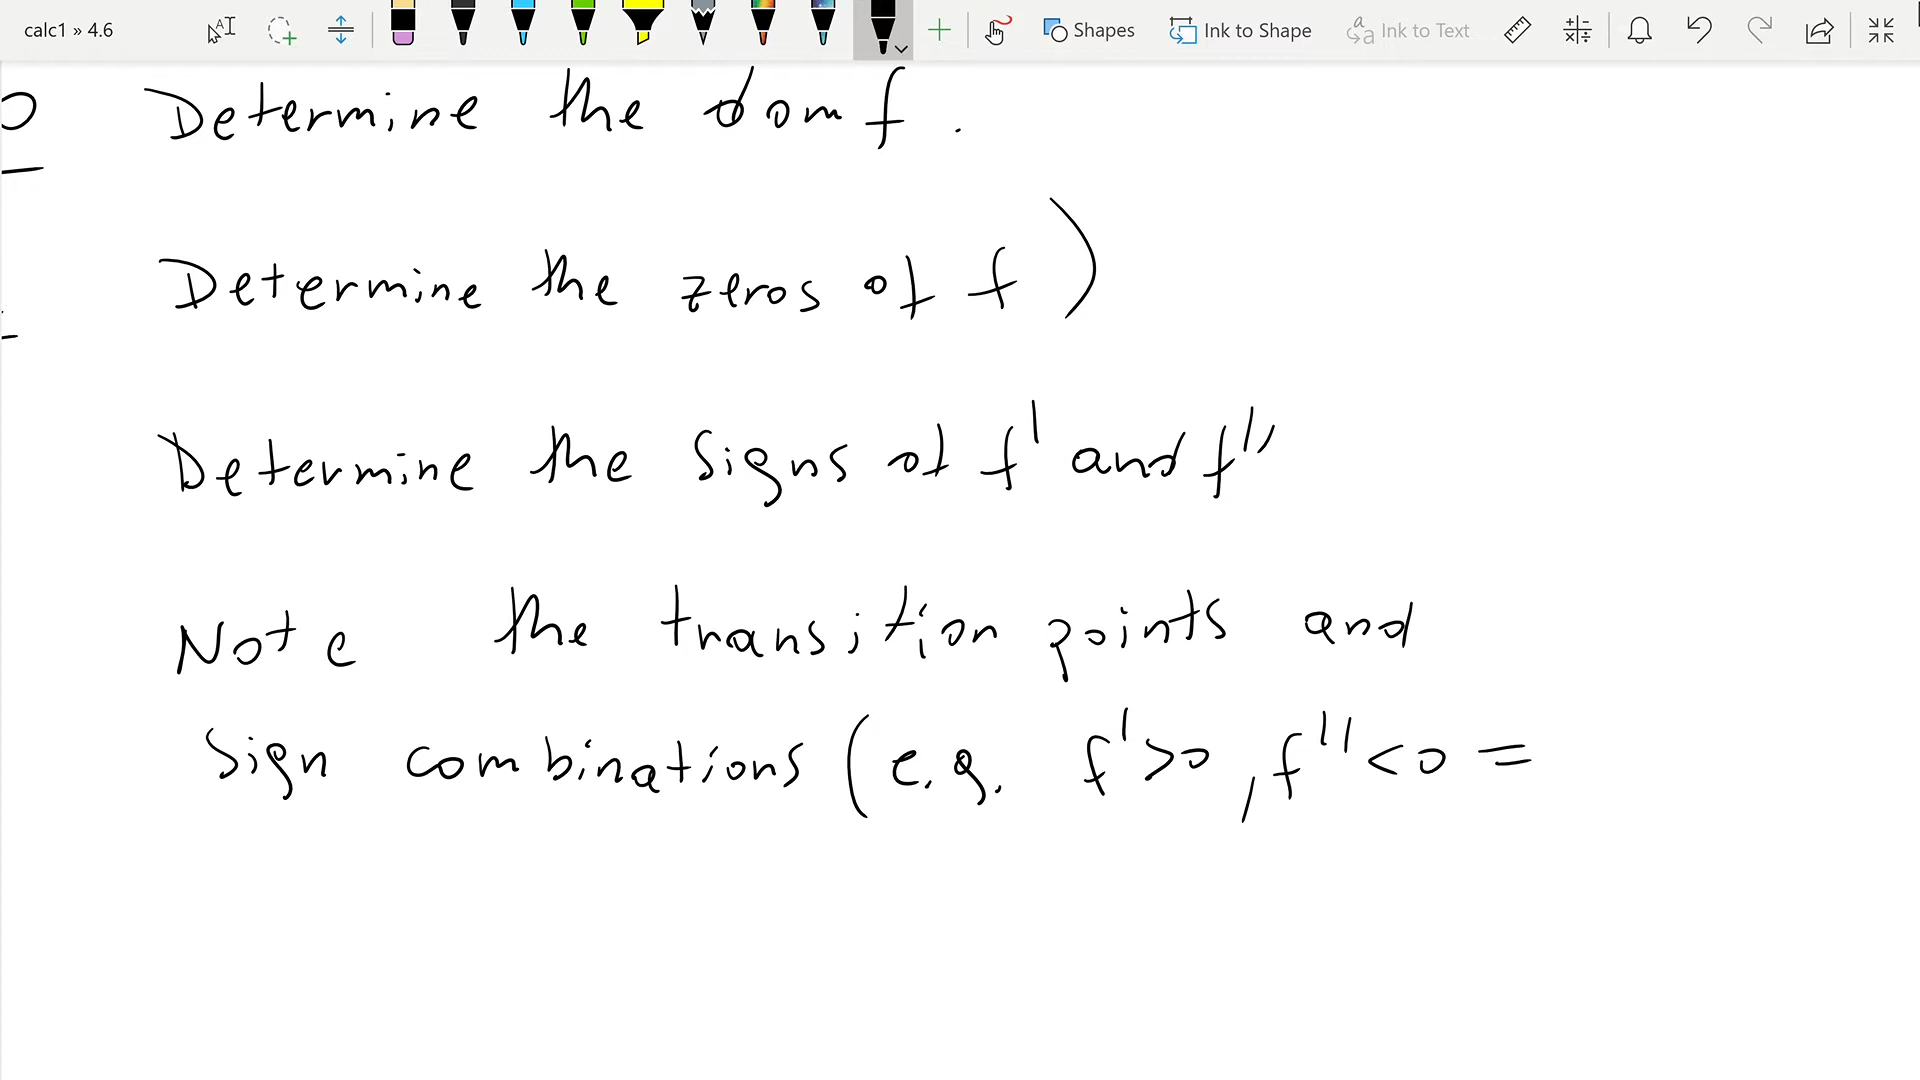 calc1 » 4.6
Shapes
Ink to Shape
Ink to Text
Determine the dom f.
Determine the zeros of f )
Determine the signs of f' and f''
Note the transition points and
Sign combinations (e.g. f'>0, f''<0 =